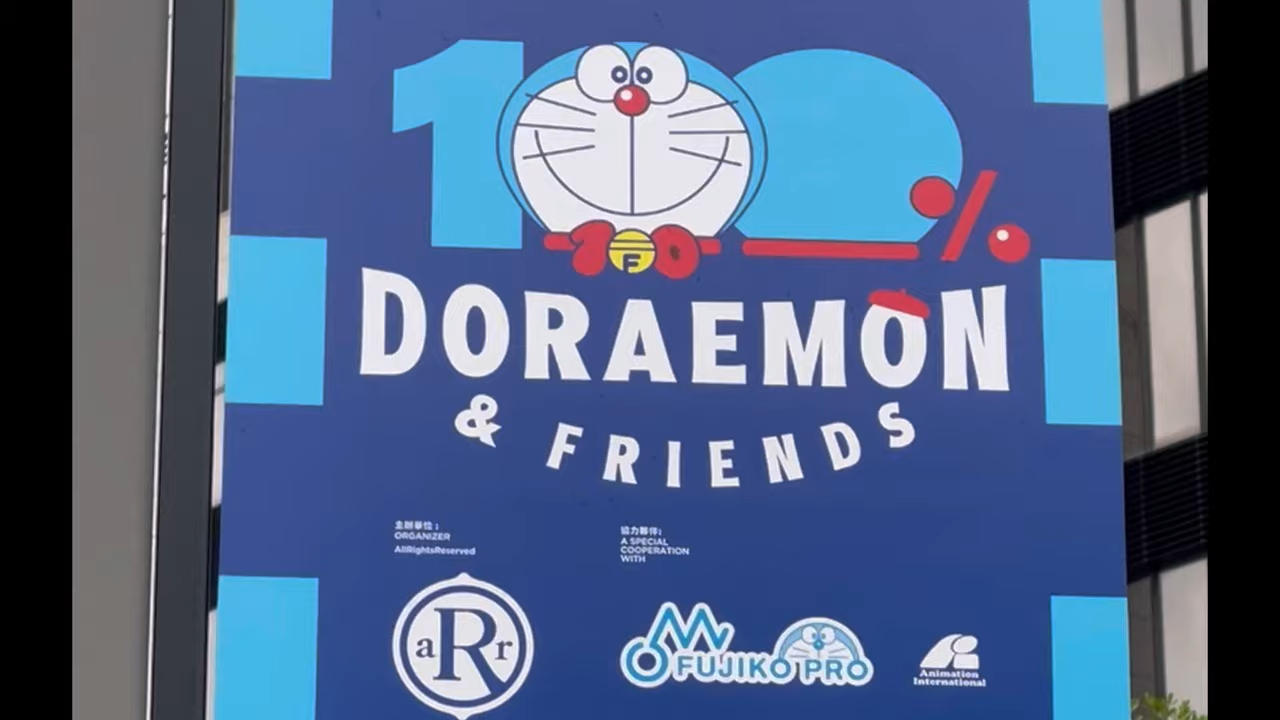 100%
DORAEMON
& FRIENDS
主辦單位：
ORGANIZER
AllRightsReserved
協力夥伴：
A SPECIAL
COOPERATION
WITH
aRr
FUJIKO PRO
Animation
International